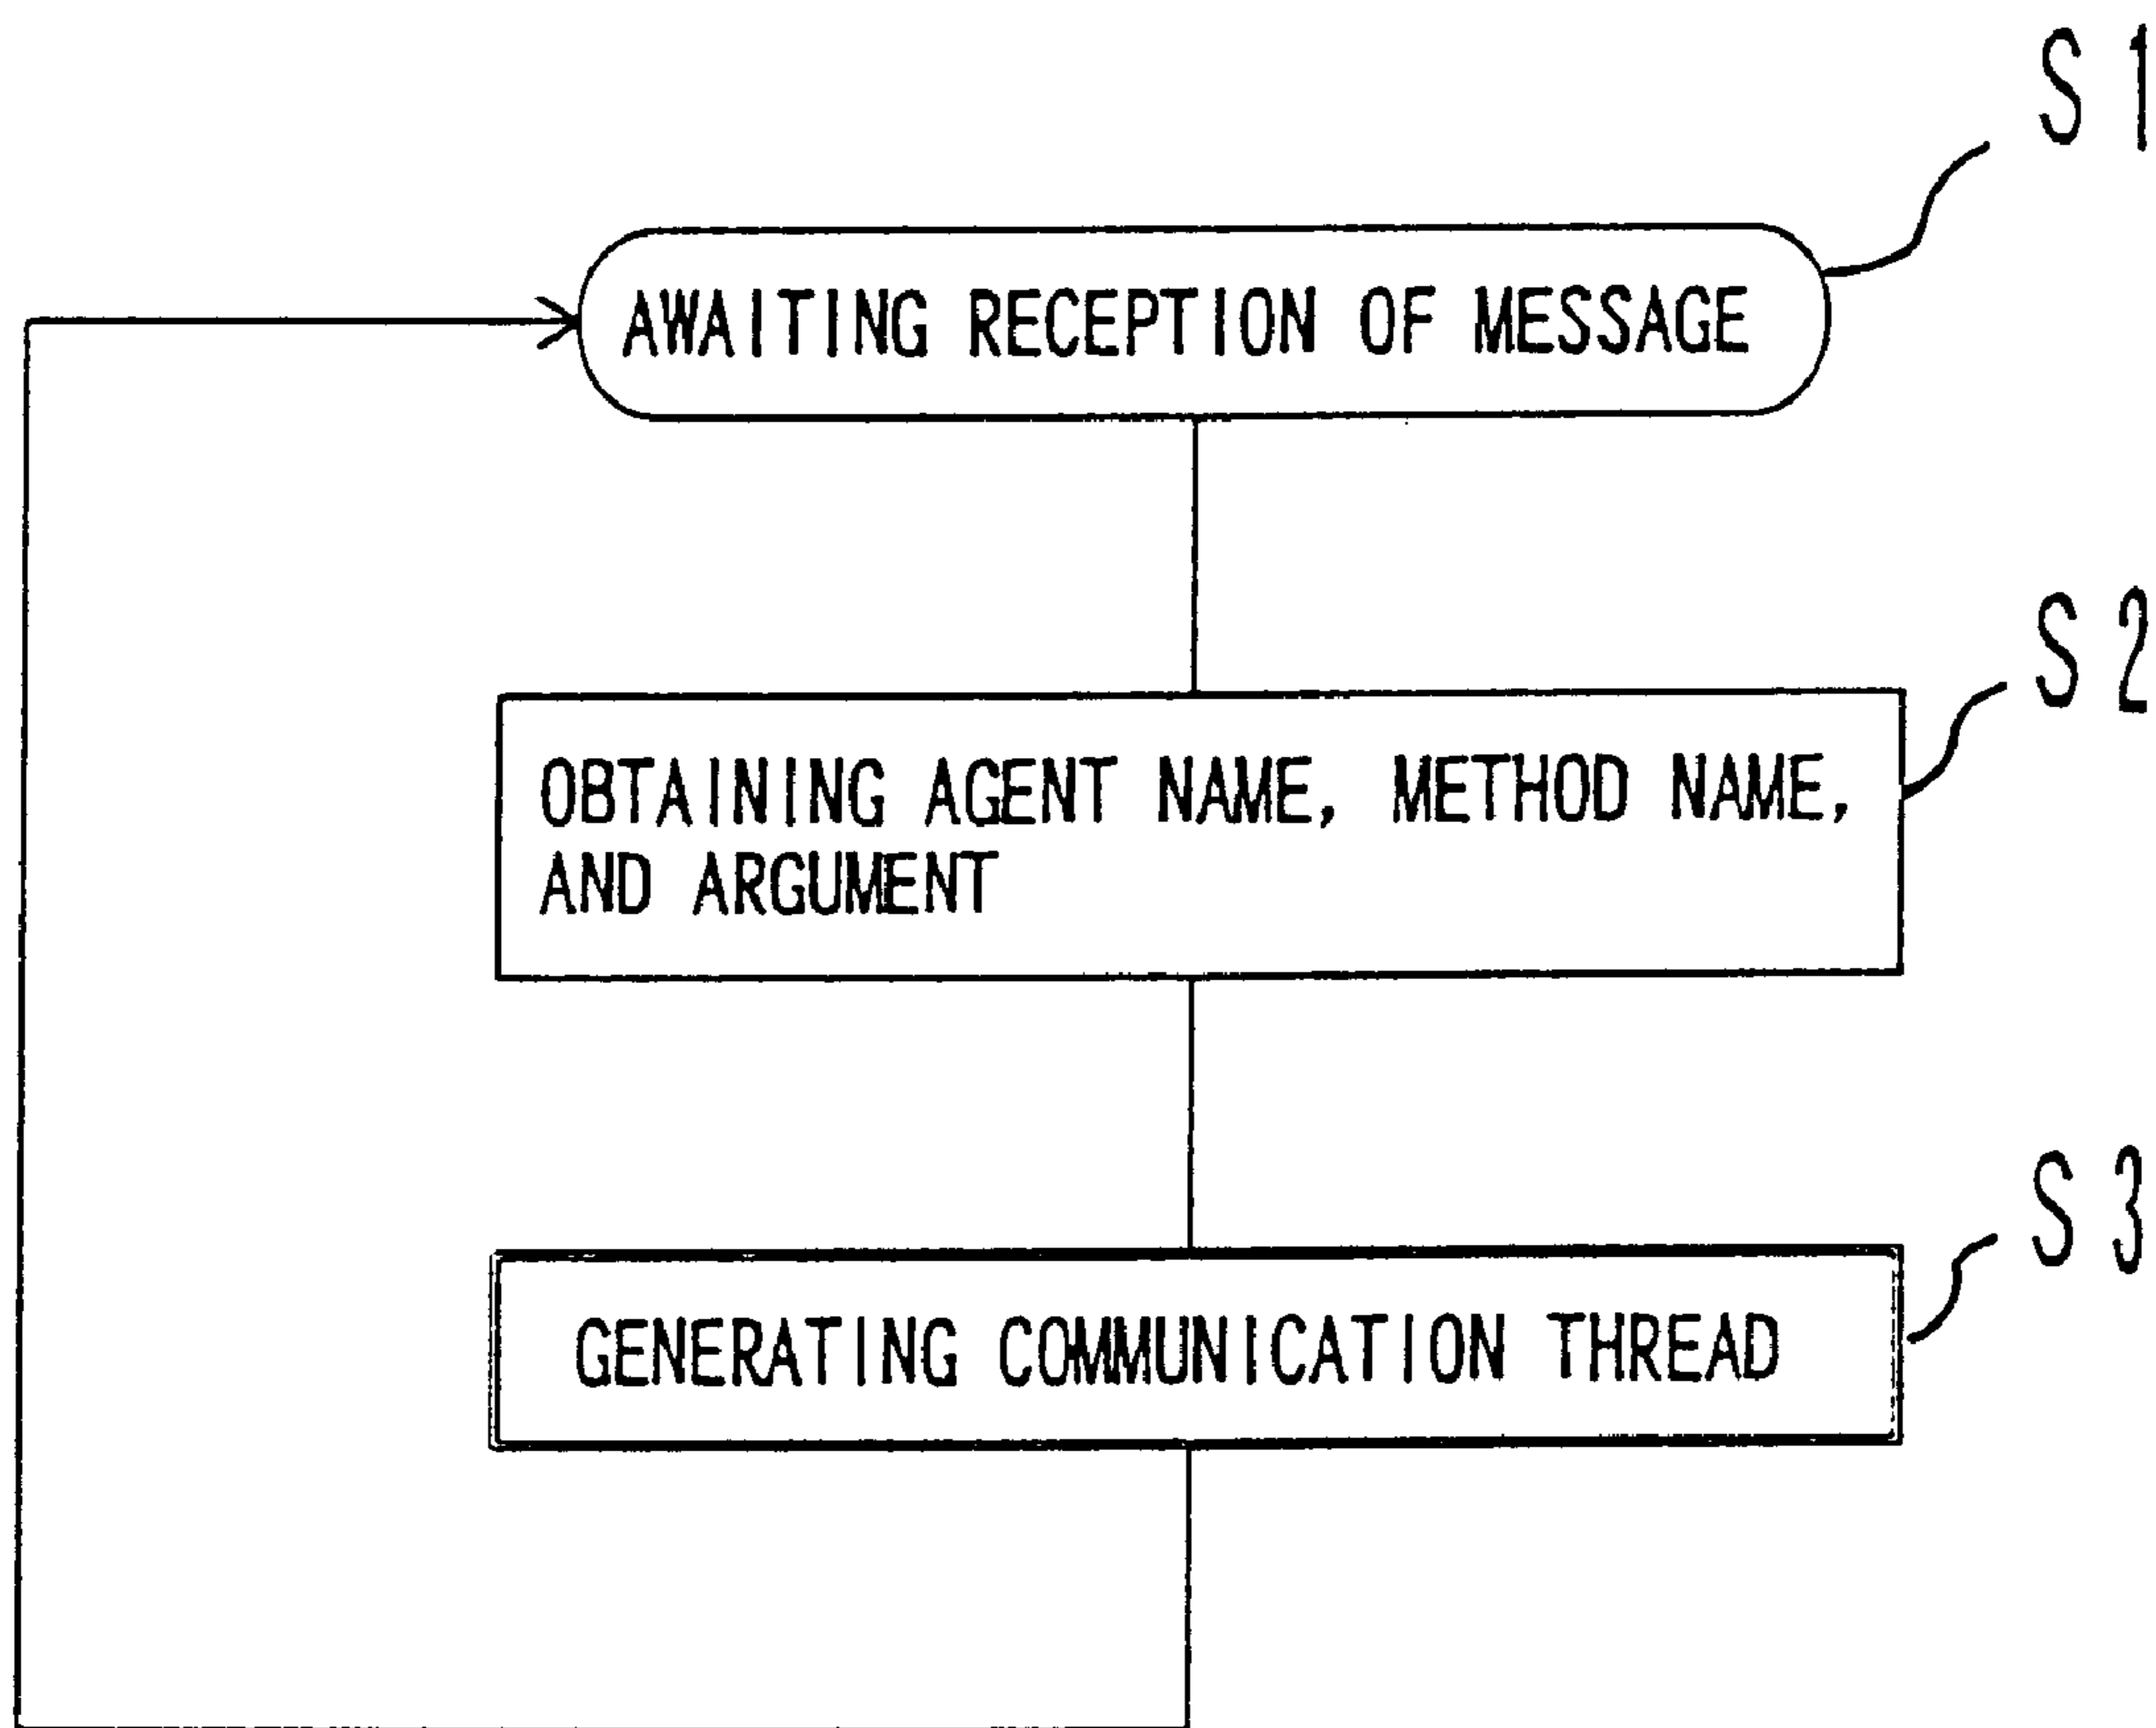 S 1
AWAITING RECEPTION OF MESSAGE
S 2
OBTAINING AGENT NAME, METHOD NAME,
AND ARGUMENT
S 3
GENERATING COMMUNICATION THREAD